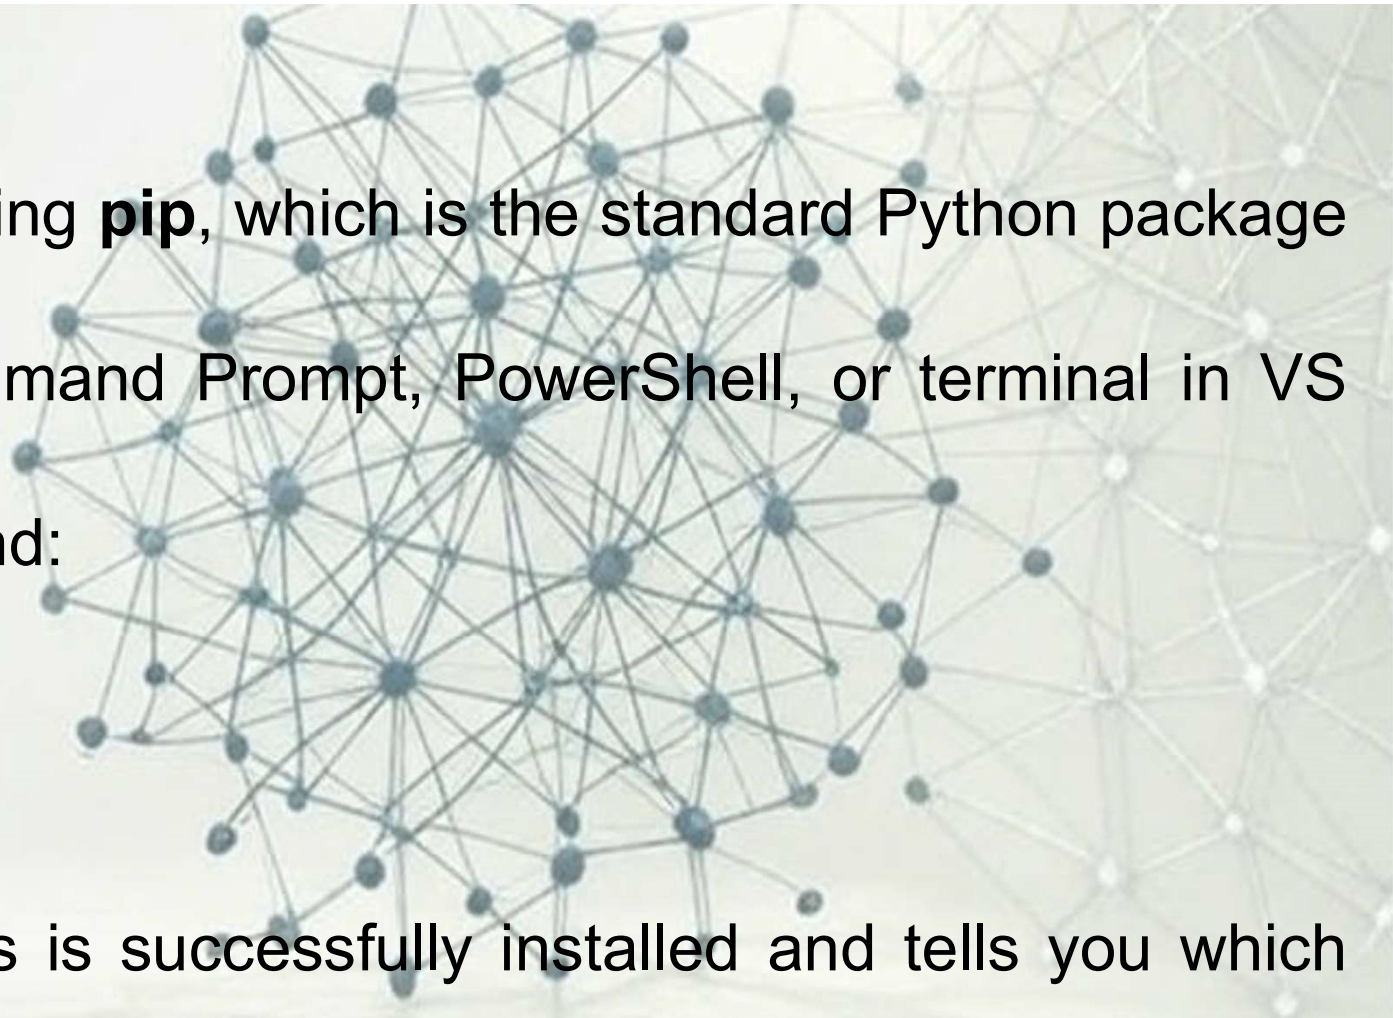 ing pip, which is the standard Python package
mand Prompt, PowerShell, or terminal in VS
nd:
s is successfully installed and tells you which